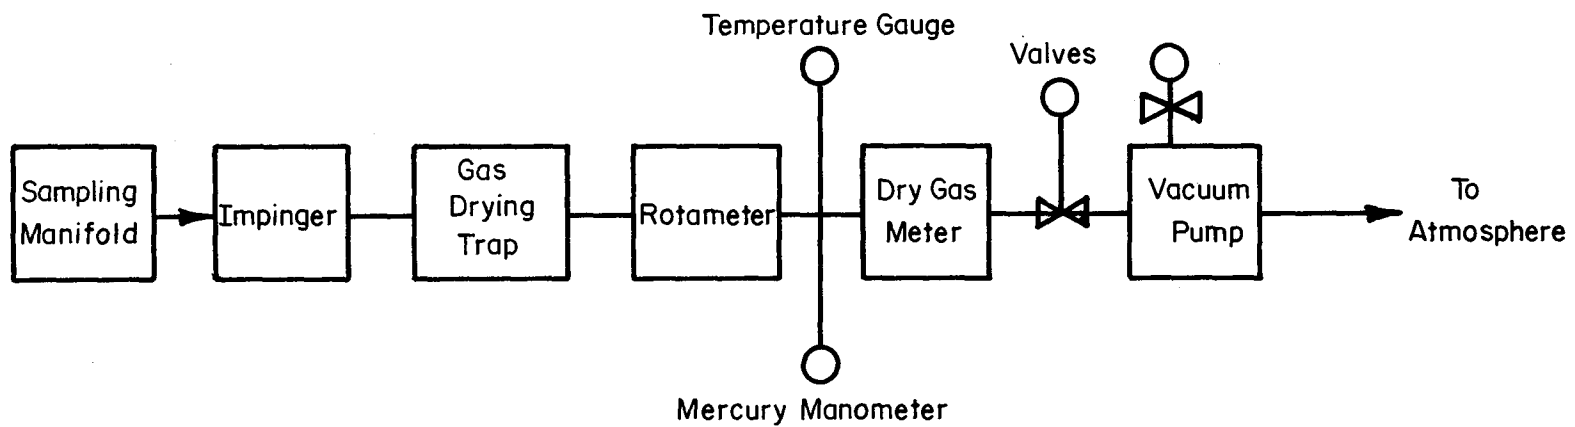 Temperature Gauge
Valves
Sampling
Manifold
Impinger
Gas
Drying
Trap
Rotameter
Dry Gas
Meter
Vacuum
Pump
To
Atmosphere
Mercury Manometer